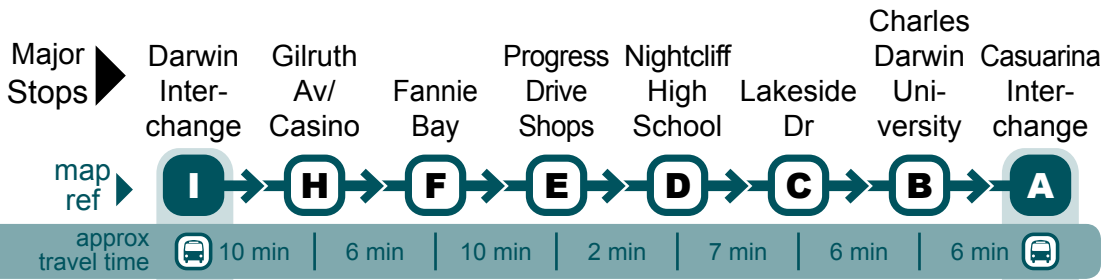 Major Stops
Darwin Inter-change
Gilruth Av/ Casino
Fannie Bay
Progress Drive Shops
Nightcliff High School
Lakeside Dr
Charles Darwin Uni-versity
Casuarina Inter-change
map ref
I H F E D C B A
approx travel time
10 min 6 min 10 min 2 min 7 min 6 min 6 min